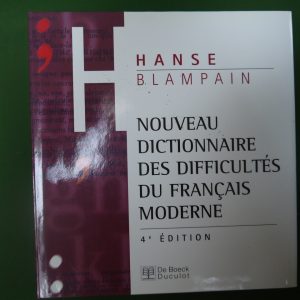 H
HANSE
BLAMPAIN
NOUVEAU
DICTIONNAIRE
DES DIFFICULTÉS
DU FRANÇAIS
MODERNE
4e ÉDITION
De Boeck
Duculot